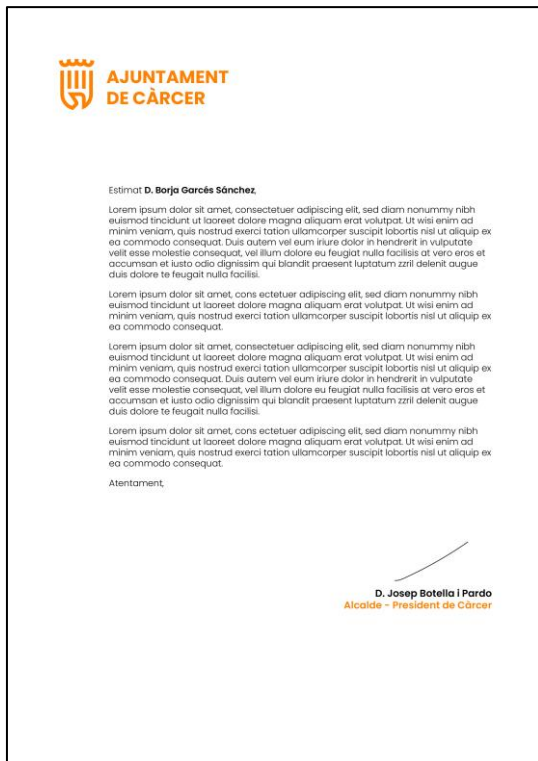 AJUNTAMENT
DE CÀRCER
Estimat D. Borja Garcés Sánchez,
Lorem ipsum dolor sit amet, consectetuer adipiscing elit, sed diam nonummy nibh
euismod tincidunt ut laoreet dolore magna aliquam erat volutpat. Ut wisi enim ad
minim veniam, quis nostrud exerci tation ullamcorper suscipit lobortis nisl ut aliquip ex
ea commodo consequat. Duis autem vel eum iriure dolor in hendrerit in vulputate
velit esse molestie consequat, vel illum dolore eu feugiat nulla facilisis at vero eros et
accumsan et iusto odio dignissim qui blandit praesent luptatum zzril delenit augue
duis dolore te feugait nulla facilisi.
Lorem ipsum dolor sit amet, cons ectetuer adipiscing elit, sed diam nonummy nibh
euismod tincidunt ut laoreet dolore magna aliquam erat volutpat. Ut wisi enim ad
minim veniam, quis nostrud exerci tation ullamcorper suscipit lobortis nisl ut aliquip ex
ea commodo consequat.
Lorem ipsum dolor sit amet, consectetuer adipiscing elit, sed diam nonummy nibh
euismod tincidunt ut laoreet dolore magna aliquam erat volutpat. Ut wisi enim ad
minim veniam, quis nostrud exerci tation ullamcorper suscipit lobortis nisl ut aliquip ex
ea commodo consequat. Duis autem vel eum iriure dolor in hendrerit in vulputate
velit esse molestie consequat, vel illum dolore eu feugiat nulla facilisis at vero eros et
accumsan et iusto odio dignissim qui blandit praesent luptatum zzril delenit augue
duis dolore te feugait nulla facilisi.
Lorem ipsum dolor sit amet, cons ectetuer adipiscing elit, sed diam nonummy nibh
euismod tincidunt ut laoreet dolore magna aliquam erat volutpat. Ut wisi enim ad
minim veniam, quis nostrud exerci tation ullamcorper suscipit lobortis nisl ut aliquip ex
ea commodo consequat.
Atentament,
D. Josep Botella i Pardo
Alcalde - President de Càrcer